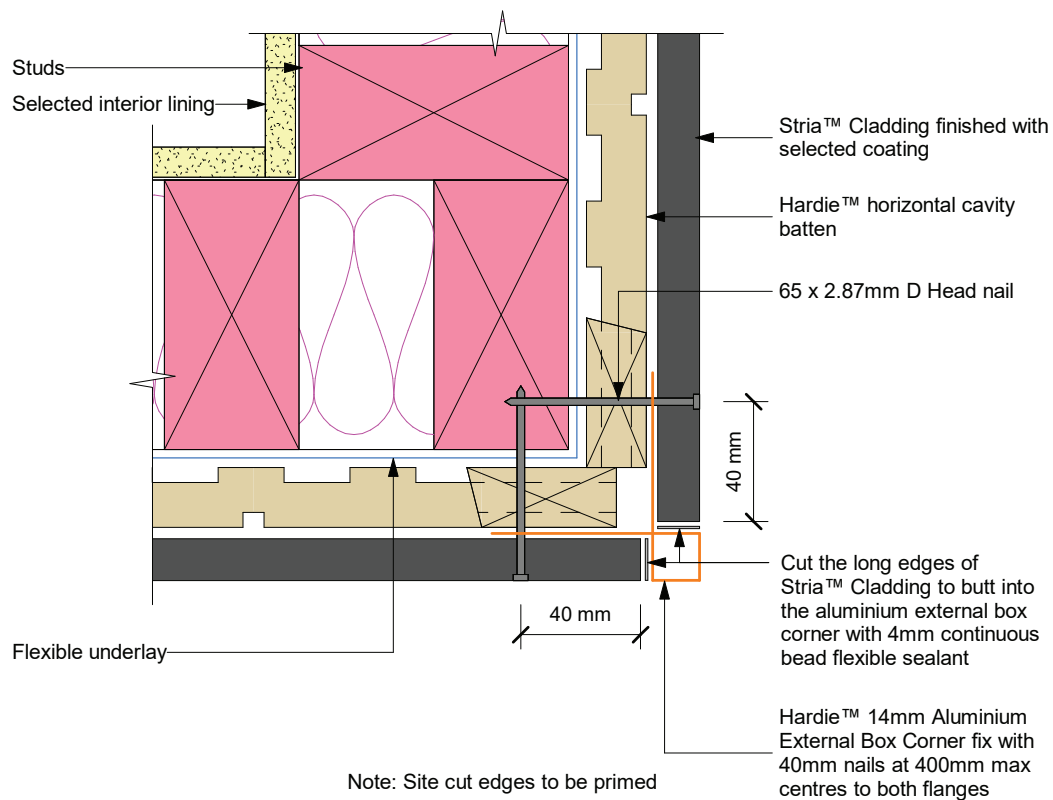 Studs
Selected interior lining
Stria™ Cladding finished with
selected coating
Hardie™ horizontal cavity
batten
65 x 2.87mm D Head nail
40 mm
40 mm
Cut the long edges of
Stria™ Cladding to butt into
the aluminium external box
corner with 4mm continuous
bead flexible sealant
Flexible underlay
Hardie™ 14mm Aluminium
External Box Corner fix with
40mm nails at 400mm max
centres to both flanges
Note: Site cut edges to be primed